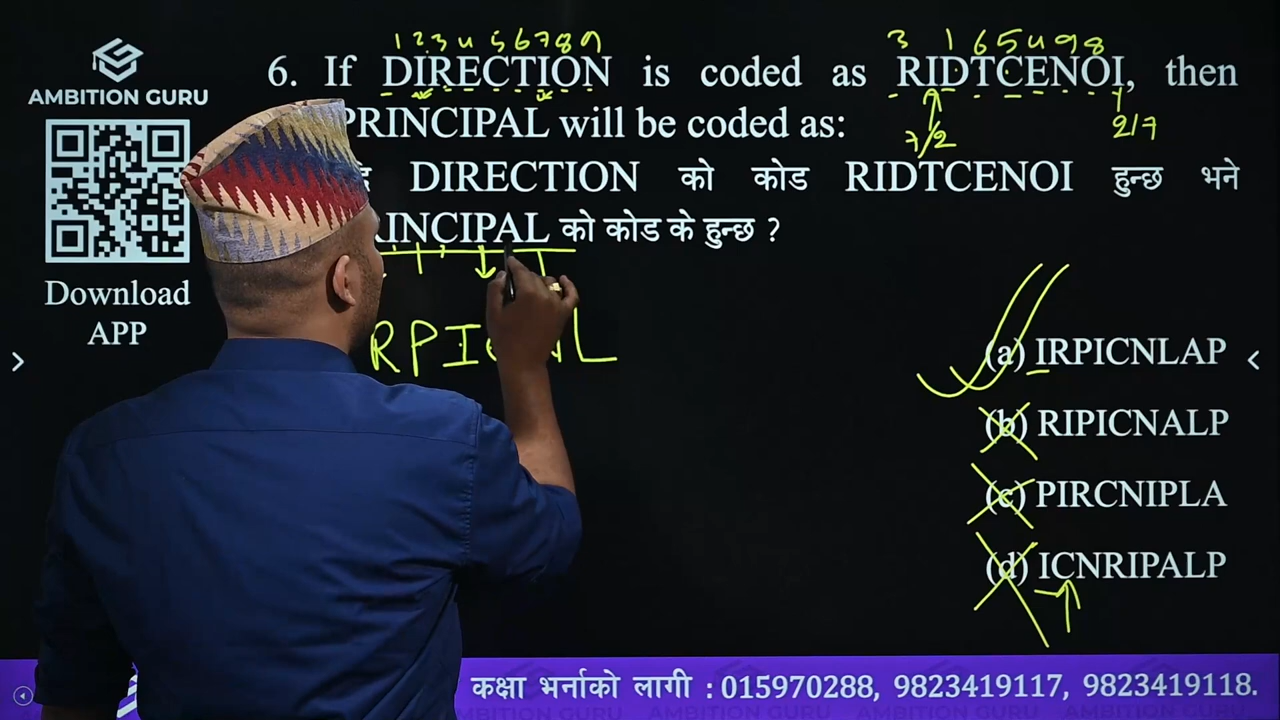 1 2 3 4 5 6 7 8 9
3 1 6 5 4 9 8
6. If DIRECTION is coded as RIDTCENOI, then
AMBITION GURU
PRINCIPAL will be coded as:
7/2
2/7
DIRECTION को कोड RIDTCENOI हुन्छ भने
RINCIPAL को कोड के हुन्छ ?
Download
APP
RPIC
L
(a) IRPICNLAP
(b) RIPICNALP
(c) PIRCNIPLA
(d) ICNRIPALP
कक्षा भर्नाको लागी : 015970288, 9823419117, 9823419118.